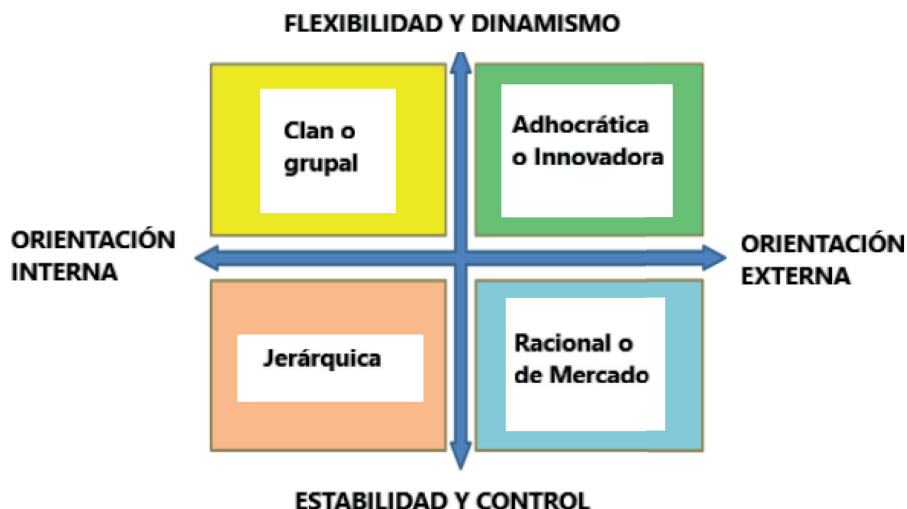 FLEXIBILIDAD Y DINAMISMO
Clan o
grupal
Adhocrática
o Innovadora
ORIENTACIÓN
INTERNA
ORIENTACIÓN
EXTERNA
Jerárquica
Racional o
de Mercado
ESTABILIDAD Y CONTROL